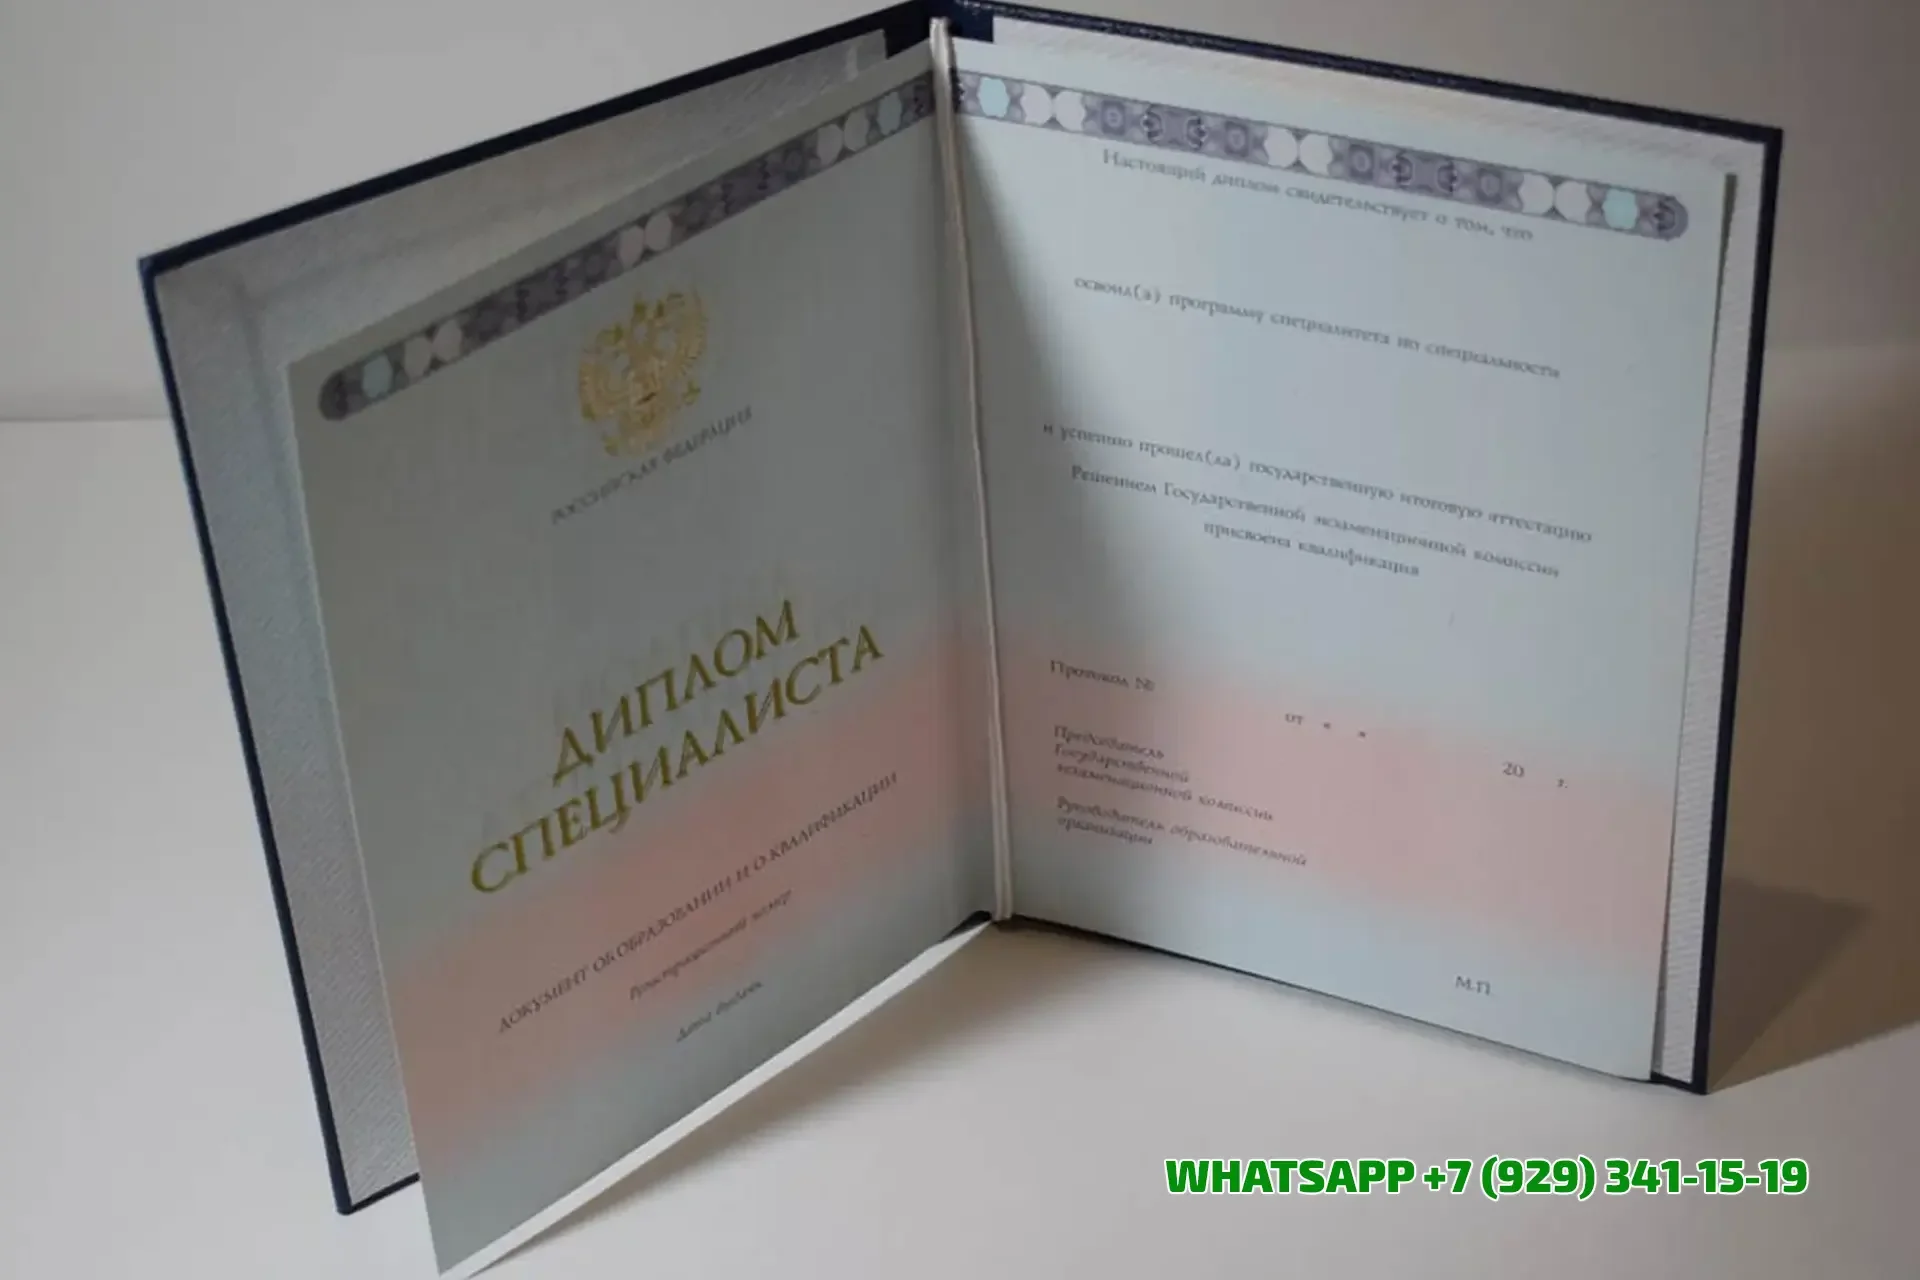 РОССИЙСКАЯ ФЕДЕРАЦИЯ
ДИПЛОМ
СПЕЦИАЛИСТА
ДОКУМЕНТ ОБ ОБРАЗОВАНИИ И О КВАЛИФИКАЦИИ
Регистрационный номер
Дата выдачи
Настоящий диплом свидетельствует о том, что
освоил(а) программу специалитета по специальности
и успешно прошел(ла) государственную итоговую аттестацию
Решением Государственной экзаменационной комиссии
присвоена квалификация
Протокол №
от « »
20 г.
Председатель
Государственной
экзаменационной комиссии
Руководитель образовательной
организации
М.П.
WHATSAPP +7 (929) 341-15-19